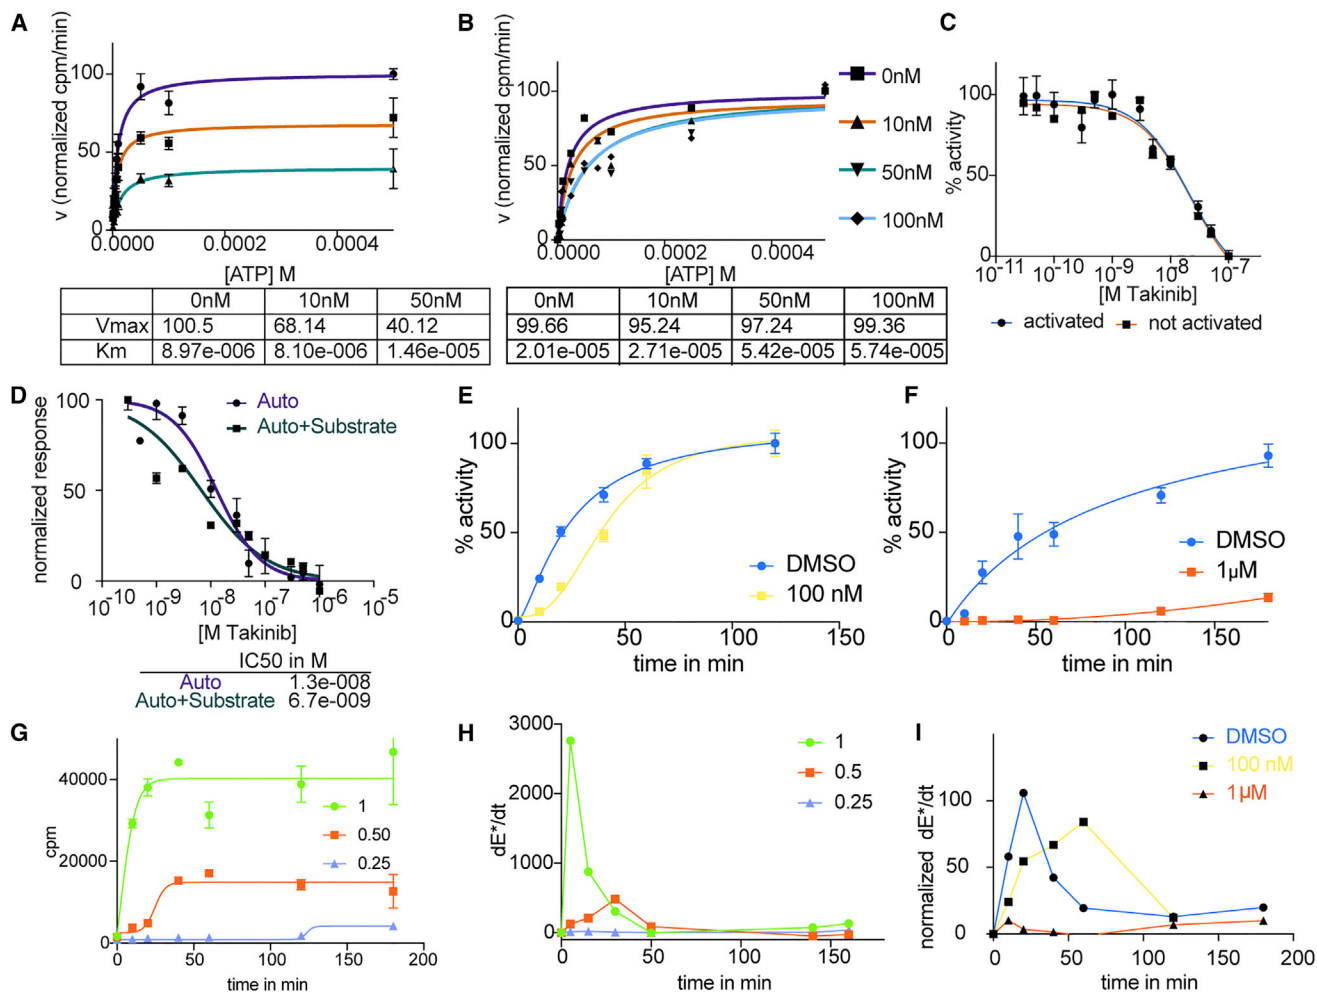 A
v (normalized cpm/min)
100
50
0
0.0000
0.0002
0.0004
[ATP] M
0nM 10nM 50nM
Vmax 100.5 68.14 40.12
Km 8.97e-006 8.10e-006 1.46e-005
B
v (normalized cpm/min)
100
50
0
0.0000
0.0002
0.0004
[ATP] M
0nM
10nM
50nM
100nM
0nM 10nM 50nM 100nM
99.66 95.24 97.24 99.36
2.01e-005 2.71e-005 5.42e-005 5.74e-005
C
% activity
100
50
0
10-11 10-10 10-9 10-8 10-7
[M Takinib]
activated not activated
D
normalized response
100
50
0
10-10 10-9 10-8 10-7 10-6 10-5
[M Takinib]
Auto
Auto+Substrate
IC50 in M
Auto 1.3e-008
Auto+Substrate 6.7e-009
E
% activity
100
50
0
0 50 100 150
time in min
DMSO
100 nM
F
% activity
100
50
0
0 50 100 150
time in min
DMSO
1µM
G
cpm
40000
20000
0
0 50 100 150 200
time in min
1
0.50
0.25
H
dE*/dt
3000
2000
1000
0
0 50 100 150
time in min
1
0.5
0.25
I
normalized dE*/dt
100
50
0
0 50 100 150 200
time in min
DMSO
100 nM
1µM